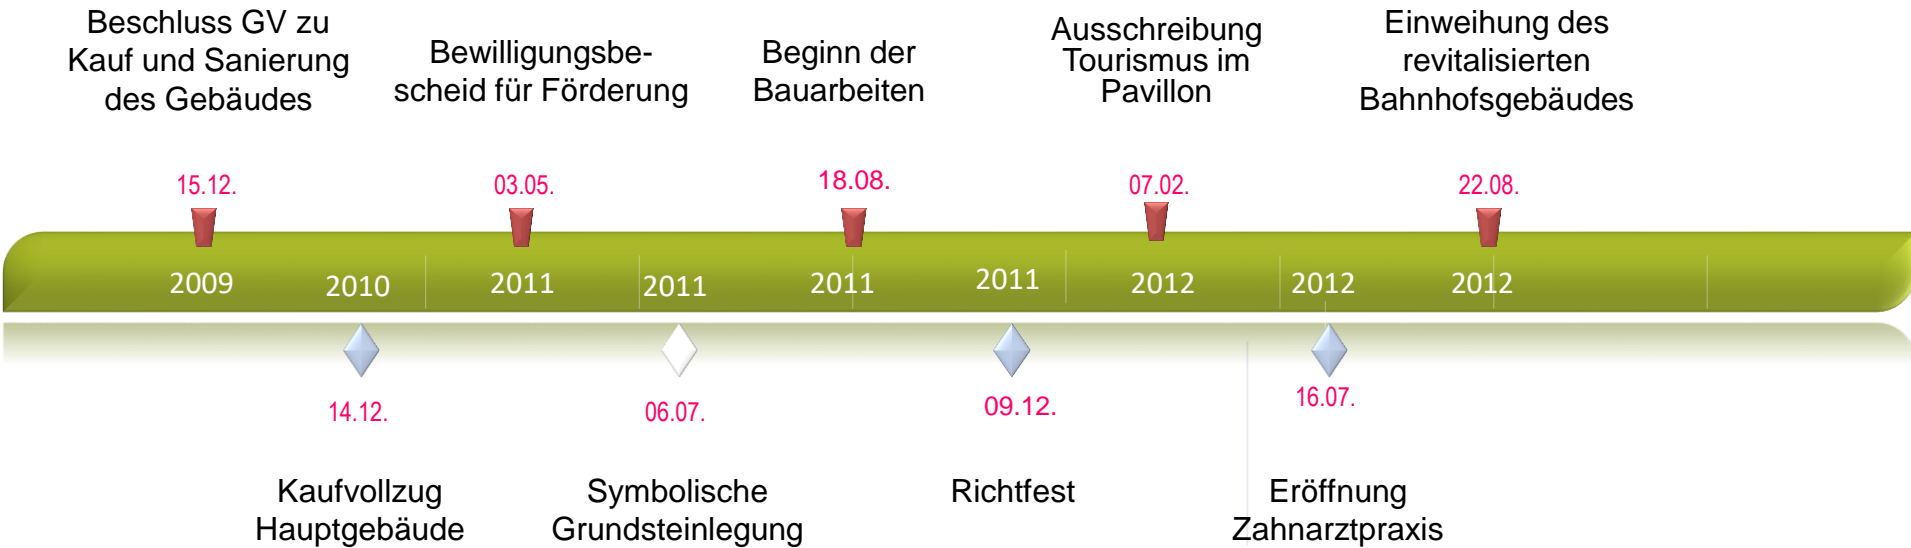 Beschluss GV zu
Kauf und Sanierung
des Gebäudes
Bewilligungsbe-
scheid für Förderung
Beginn der
Bauarbeiten
Ausschreibung
Tourismus im
Pavillon
Einweihung des
revitalisierten
Bahnhofsgebäudes
15.12.
03.05.
18.08.
07.02.
22.08.
2009
2010
2011
2011
2011
2011
2012
2012
2012
14.12.
06.07.
09.12.
16.07.
Kaufvollzug
Hauptgebäude
Symbolische
Grundsteinlegung
Richtfest
Eröffnung
Zahnarztpraxis